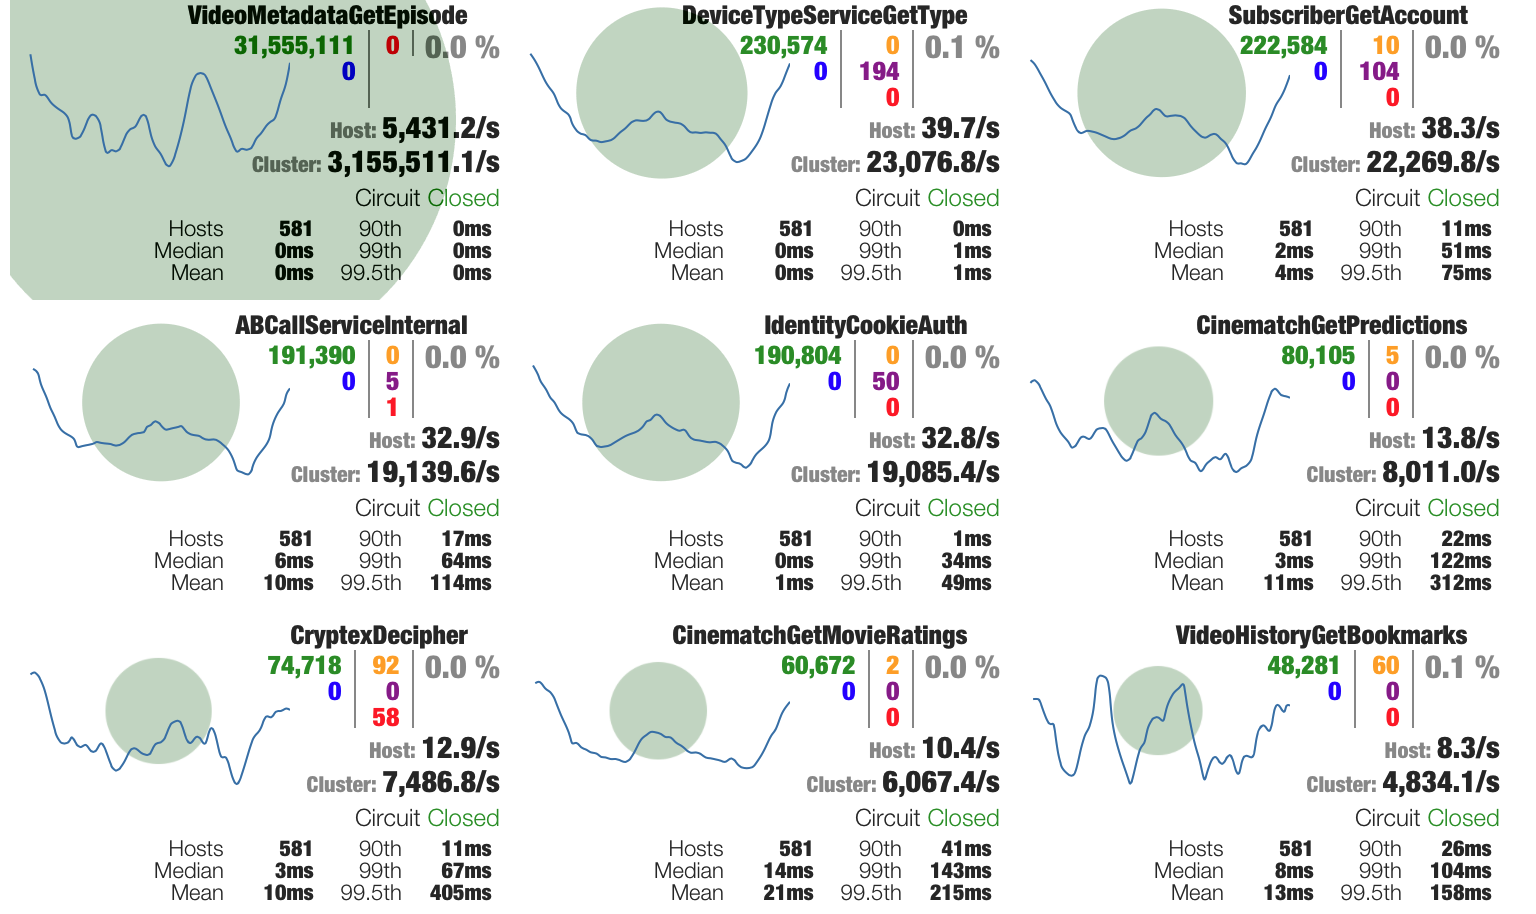 VideoMetadataGetEpisode
31,555,111 0 0.0 %
0
Host: 5,431.2/s
Cluster: 3,155,511.1/s
Circuit Closed
Hosts 581 90th 0ms
Median 0ms 99th 0ms
Mean 0ms 99.5th 0ms
DeviceTypeServiceGetType
230,574 0 0.1 %
0 194
0
Host: 39.7/s
Cluster: 23,076.8/s
Circuit Closed
Hosts 581 90th 0ms
Median 0ms 99th 1ms
Mean 0ms 99.5th 1ms
SubscriberGetAccount
222,584 10 0.0 %
0 104
0
Host: 38.3/s
Cluster: 22,269.8/s
Circuit Closed
Hosts 581 90th 11ms
Median 2ms 99th 51ms
Mean 4ms 99.5th 75ms
ABCallServiceInternal
191,390 0 0.0 %
0 5
1
Host: 32.9/s
Cluster: 19,139.6/s
Circuit Closed
Hosts 581 90th 17ms
Median 6ms 99th 64ms
Mean 10ms 99.5th 114ms
IdentityCookieAuth
190,804 0 0.0 %
0 50
0
Host: 32.8/s
Cluster: 19,085.4/s
Circuit Closed
Hosts 581 90th 1ms
Median 0ms 99th 34ms
Mean 1ms 99.5th 49ms
CinematchGetPredictions
80,105 5 0.0 %
0 0
0
Host: 13.8/s
Cluster: 8,011.0/s
Circuit Closed
Hosts 581 90th 22ms
Median 3ms 99th 122ms
Mean 11ms 99.5th 312ms
CryptexDecipher
74,718 92 0.0 %
0 0
58
Host: 12.9/s
Cluster: 7,486.8/s
Circuit Closed
Hosts 581 90th 11ms
Median 3ms 99th 67ms
Mean 10ms 99.5th 405ms
CinematchGetMovieRatings
60,672 2 0.0 %
0 0
0
Host: 10.4/s
Cluster: 6,067.4/s
Circuit Closed
Hosts 581 90th 41ms
Median 14ms 99th 143ms
Mean 21ms 99.5th 215ms
VideoHistoryGetBookmarks
48,281 60 0.1 %
0 0
0
Host: 8.3/s
Cluster: 4,834.1/s
Circuit Closed
Hosts 581 90th 26ms
Median 8ms 99th 104ms
Mean 13ms 99.5th 158ms